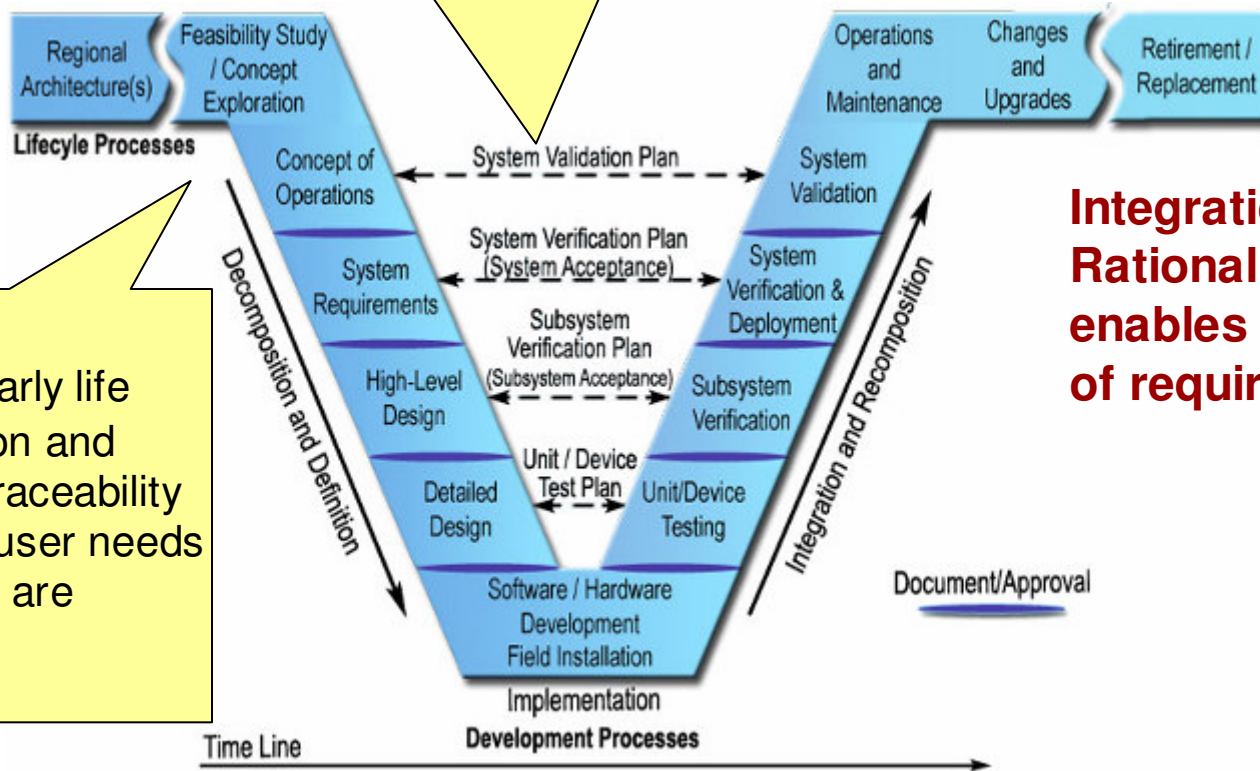 Regional
Architecture(s)
Feasibility Study
/ Concept
Exploration
Operations
and
Maintenance
Changes
and
Upgrades
Retirement /
Replacement
Lifecyle Processes
Concept of
Operations
System Validation Plan
System
Validation
System
Requirements
System Verification Plan
(System Acceptance)
System
Verification &
Deployment
High-Level
Design
Subsystem
Verification Plan
(Subsystem Acceptance)
Subsystem
Verification
Detailed
Design
Unit / Device
Test Plan
Unit/Device
Testing
Software / Hardware
Development
Field Installation
Implementation
Development Processes
Decomposition and Definition
Integration and Recomposition
Document/Approval
Time Line
arly life
on and
raceability
user needs
are
Integratio
Rational
enables
of requir